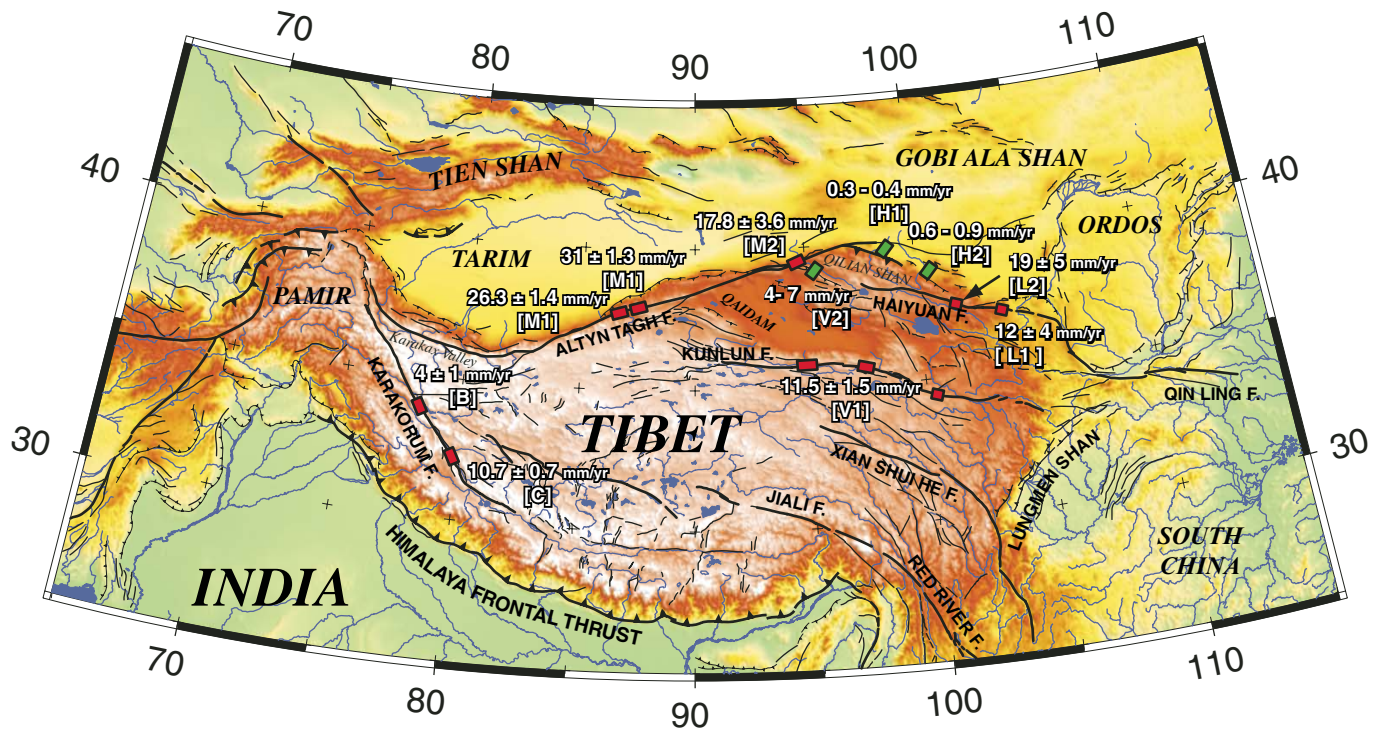 70
80
90
100
110
40
40
TIEN SHAN
GOBI ALA SHAN
0.3 - 0.4 mm/yr
[H1]
ORDOS
17.8 ± 3.6 mm/yr
[M2]
0.6 - 0.9 mm/yr
[H2]
TARIM
31 ± 1.3 mm/yr
[M1]
QILIAN SHAN
19 ± 5 mm/yr
[L2]
PAMIR
26.3 ± 1.4 mm/yr
[M1]
4- 7 mm/yr
[V2]
QAIDAM
HAIYUAN F.
12 ± 4 mm/yr
[ L1 ]
ALTYN TAGH F.
Karakax Valley
KUNLUN F.
4 ± 1 mm/yr
[B]
11.5 ± 1.5 mm/yr
[V1]
QIN LING F.
KARAKORUM F.
TIBET
30
30
XIAN SHUI HE F.
LUNGMEN SHAN
10.7 ± 0.7 mm/yr
[C]
JIALI F.
SOUTH
CHINA
INDIA
HIMALAYA FRONTAL THRUST
RED RIVER F.
70
80
90
100
110